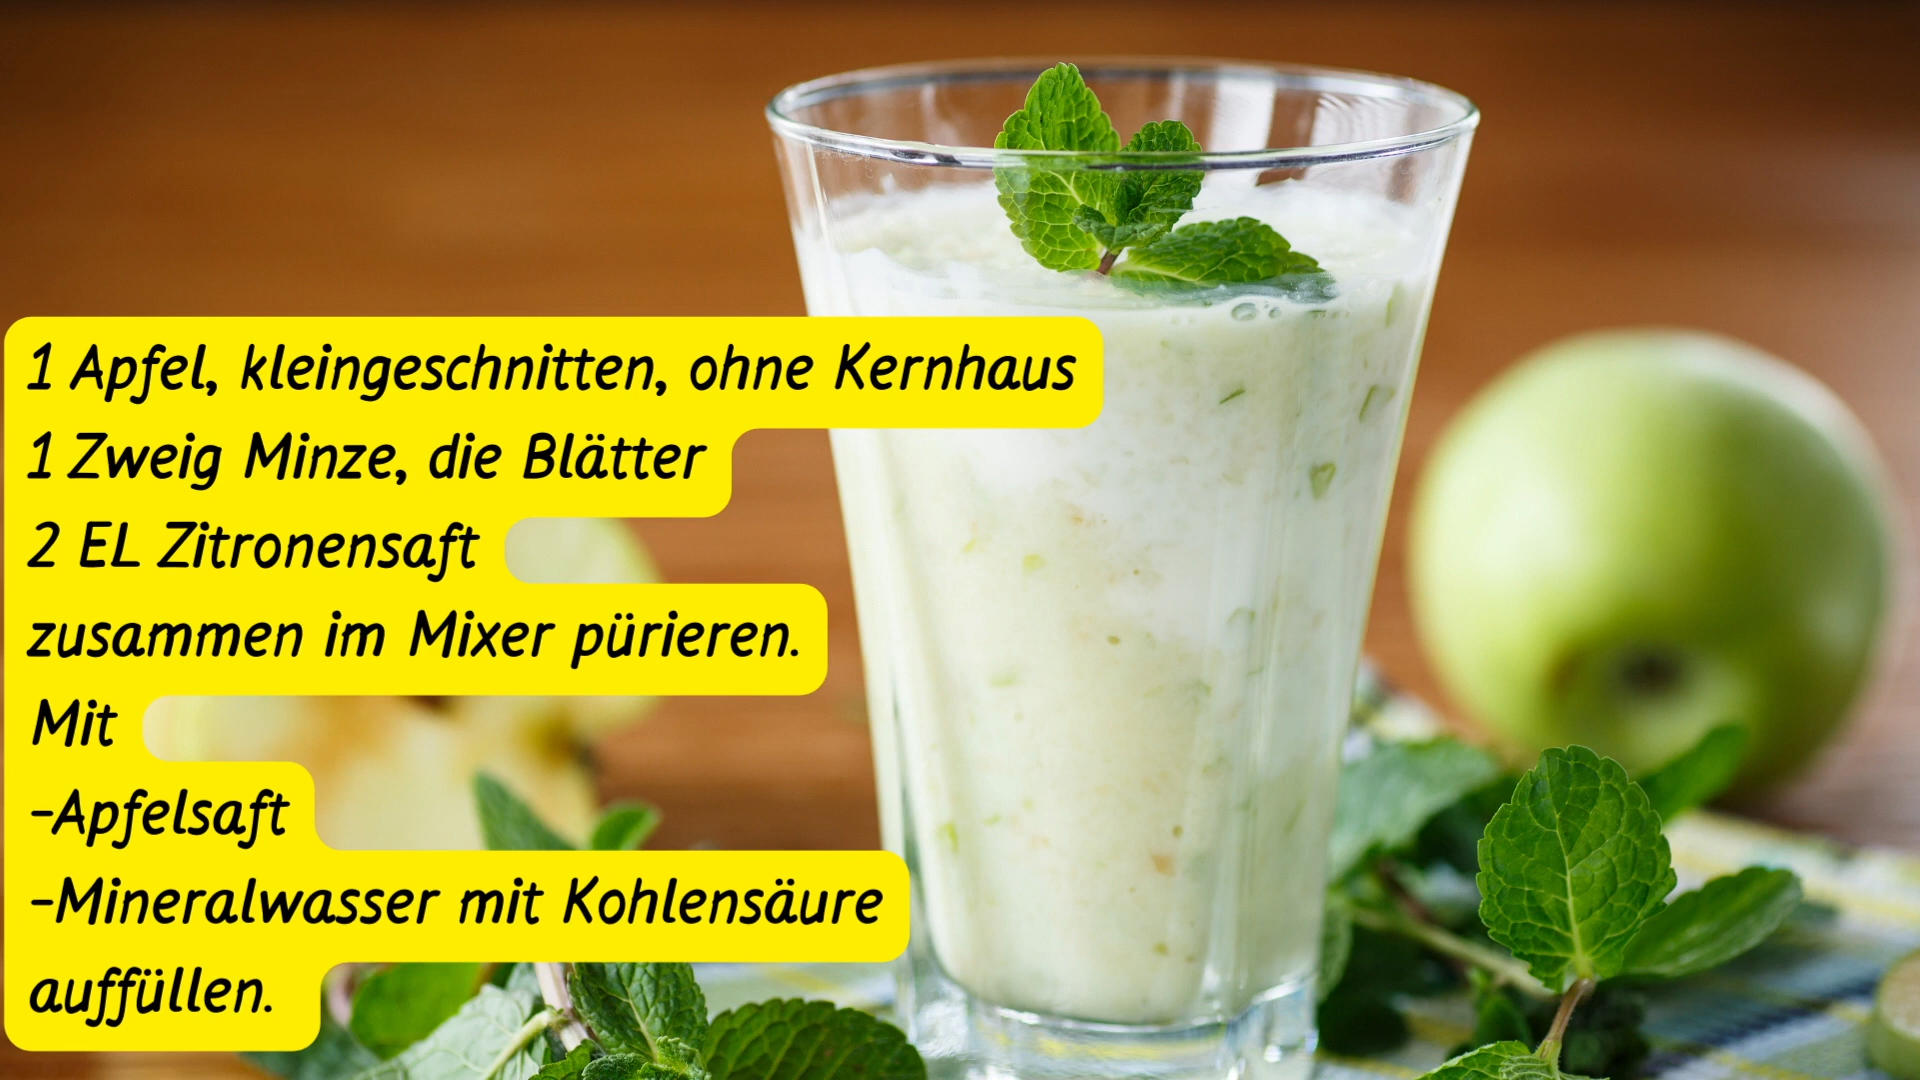 1 Apfel, kleingeschnitten, ohne Kernhaus
1 Zweig Minze, die Blätter
2 EL Zitronensaft
zusammen im Mixer pürieren.
Mit
-Apfelsaft
-Mineralwasser mit Kohlensäure
auffüllen.